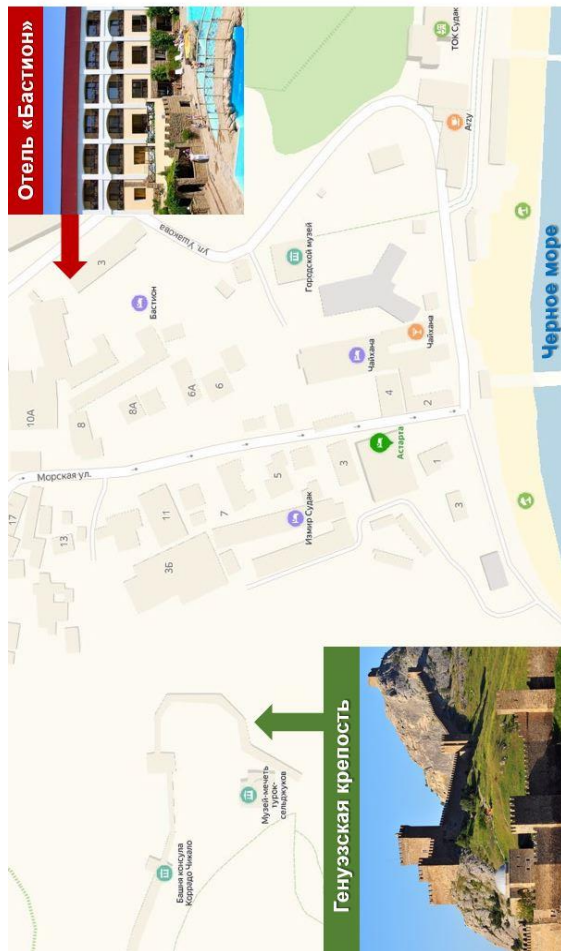 Отель «Бастион»
ТОК Судак
Arzy
ул. Ушакова
3
Городской музей
Бастион
Чайхана
Чайхана
10А
8
8А
6А
6
4
2
Морская ул.
Астарта
17
13
11
7
5
3
1
3
3Б
Измир Судак
Черное море
Генуэзская крепость
Музей-мечеть
турок-
сельджуков
Башня консула
Коррадо Чикало